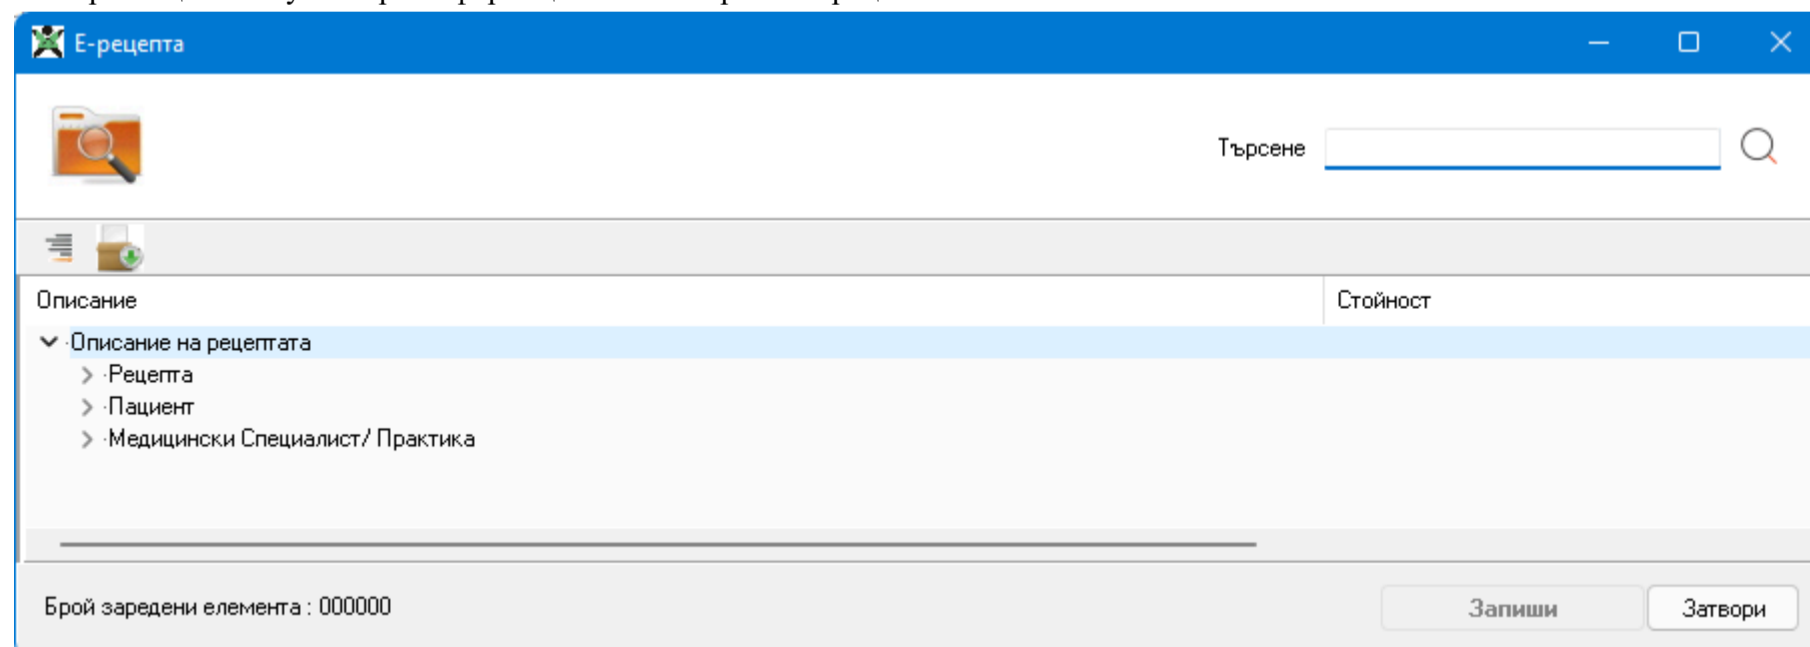 Е-рецепта
Търсене
Описание Стойност
Описание на рецептата
Рецепта
Пациент
Медицински Специалист/ Практика
Брой заредени елемента : 000000
Запиши Затвори